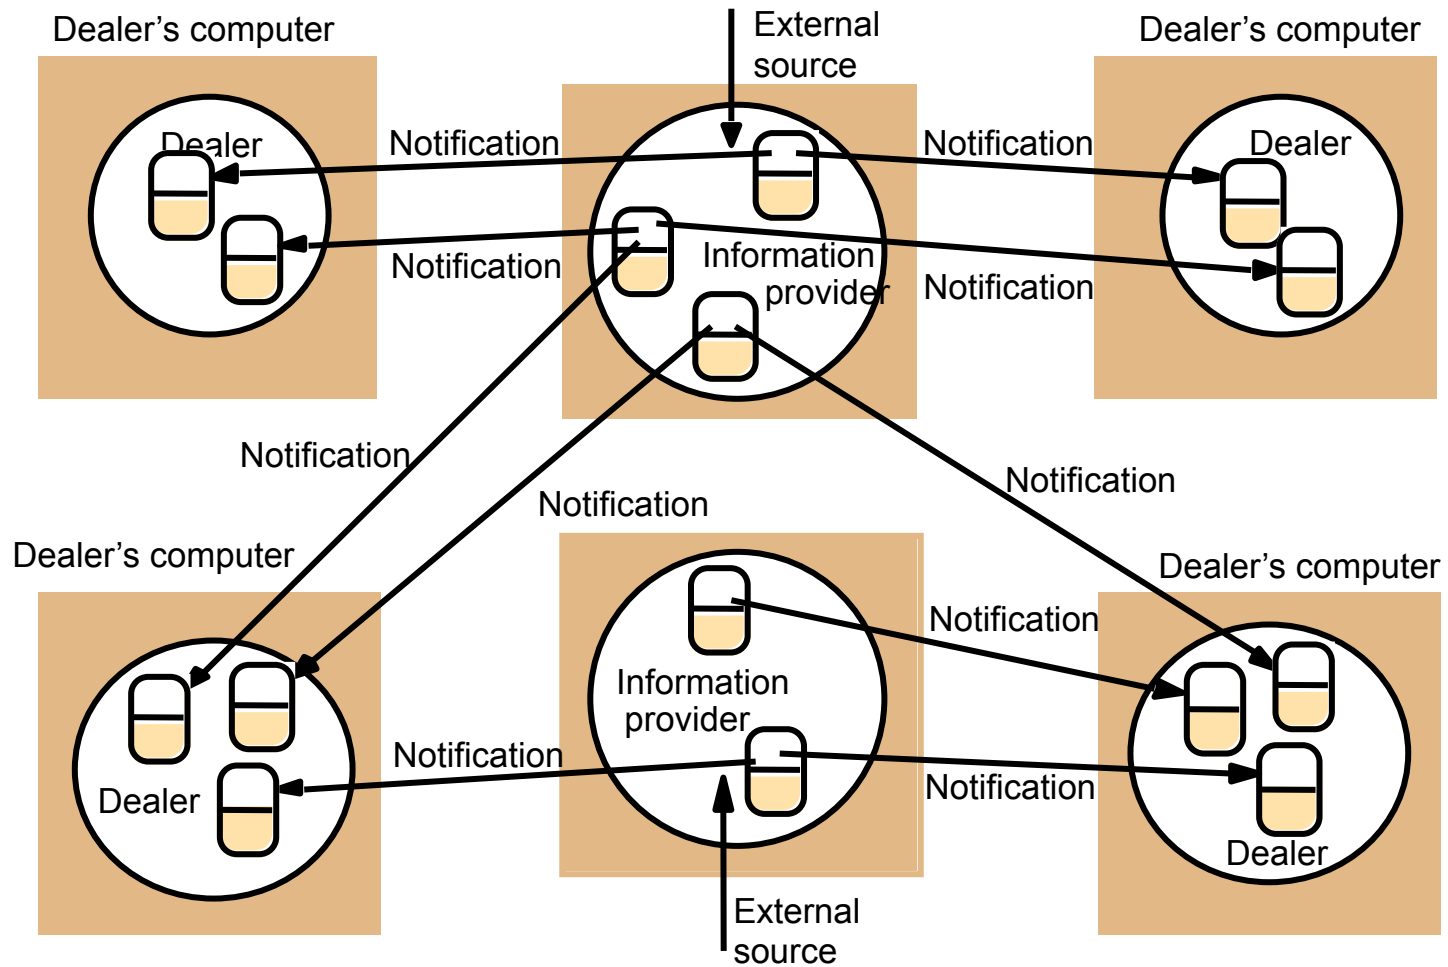 Dealer’s computer
External
source
Dealer’s computer
Dealer
Notification
Notification
Dealer
Notification
Information
provider
Notification
Notification
Notification
Notification
Dealer’s computer
Dealer’s computer
Notification
Information
provider
Notification
Notification
Dealer
Dealer
External
source